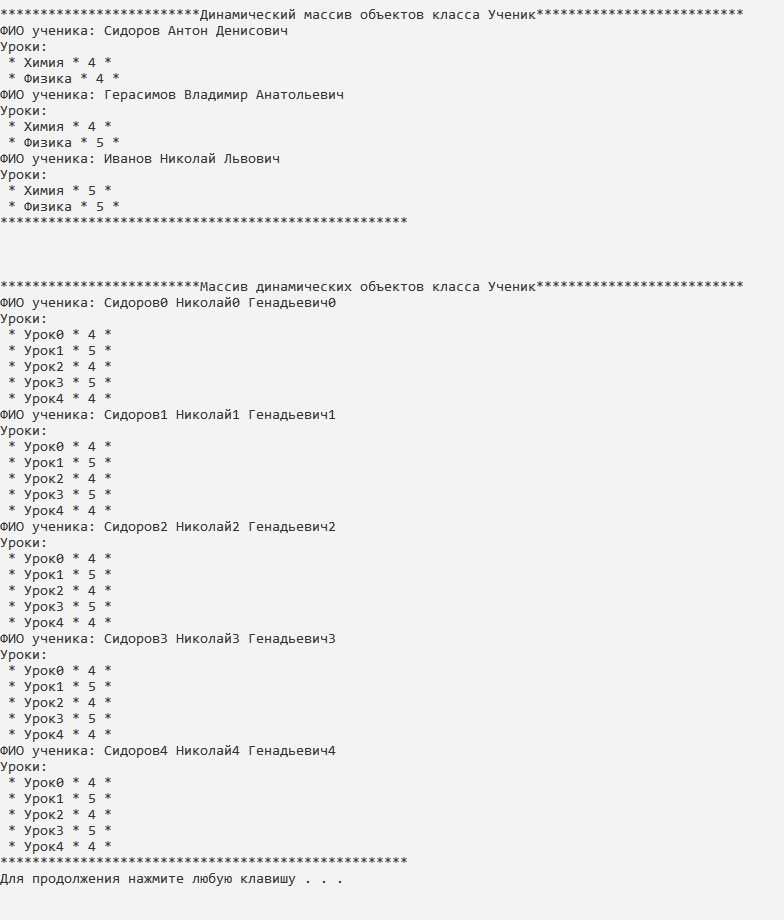 *************************Динамический массив объектов класса Ученик**************************
ФИО ученика: Сидоров Антон Денисович
Уроки:
 * Химия * 4 *
 * Физика * 4 *
ФИО ученика: Герасимов Владимир Анатольевич
Уроки:
 * Химия * 4 *
 * Физика * 5 *
ФИО ученика: Иванов Николай Львович
Уроки:
 * Химия * 5 *
 * Физика * 5 *
***************************************************
*************************Массив динамических объектов класса Ученик**************************
ФИО ученика: Сидоров0 Николай0 Генадьевич0
Уроки:
 * Урок0 * 4 *
 * Урок1 * 5 *
 * Урок2 * 4 *
 * Урок3 * 5 *
 * Урок4 * 4 *
ФИО ученика: Сидоров1 Николай1 Генадьевич1
Уроки:
 * Урок0 * 4 *
 * Урок1 * 5 *
 * Урок2 * 4 *
 * Урок3 * 5 *
 * Урок4 * 4 *
ФИО ученика: Сидоров2 Николай2 Генадьевич2
Уроки:
 * Урок0 * 4 *
 * Урок1 * 5 *
 * Урок2 * 4 *
 * Урок3 * 5 *
 * Урок4 * 4 *
ФИО ученика: Сидоров3 Николай3 Генадьевич3
Уроки:
 * Урок0 * 4 *
 * Урок1 * 5 *
 * Урок2 * 4 *
 * Урок3 * 5 *
 * Урок4 * 4 *
ФИО ученика: Сидоров4 Николай4 Генадьевич4
Уроки:
 * Урок0 * 4 *
 * Урок1 * 5 *
 * Урок2 * 4 *
 * Урок3 * 5 *
 * Урок4 * 4 *
***************************************************
Для продолжения нажмите любую клавишу . . .